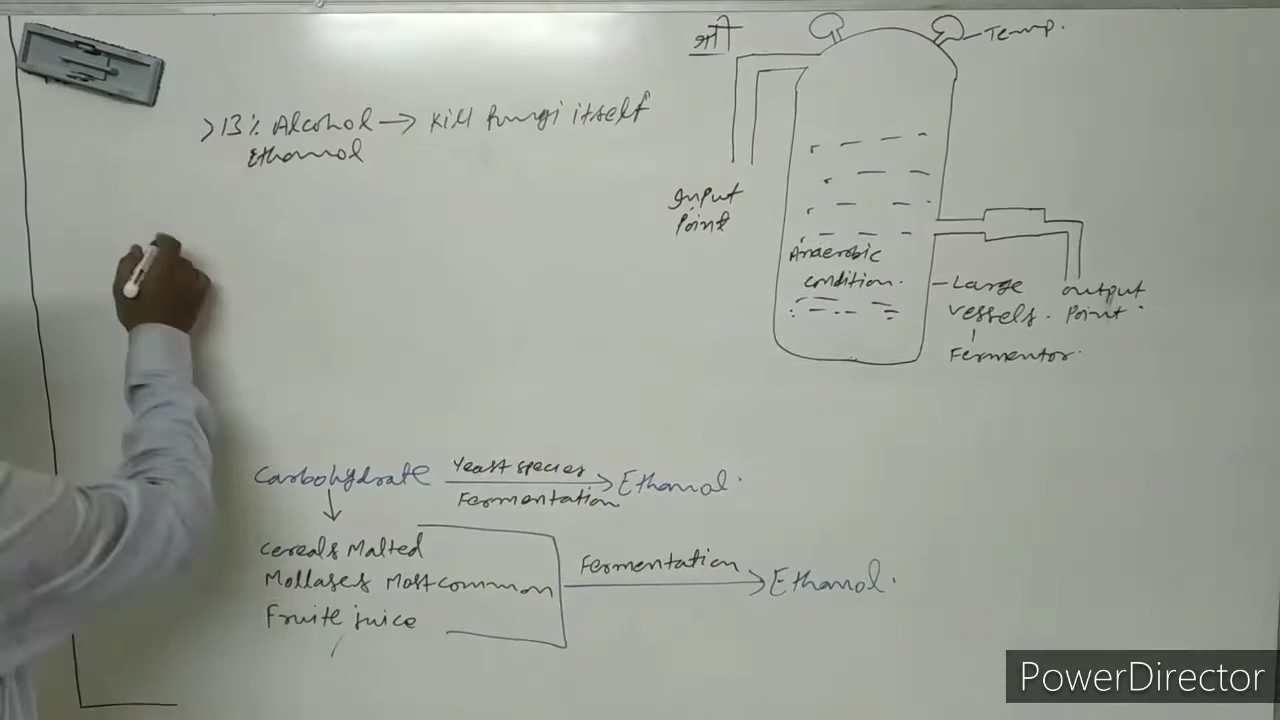 श्री
Temp.
>13% Alcohol → Kill fungi itself
Ethanol
Input
Point
Anaerobic
condition.
Large
vessels.
Fermentor.
output
Point.
Carbohydrate Yeast species Fermentation → Ethanol.
↓
Cereals Malted
Mollases Most common
Fruite juice
Fermentation → Ethanol.
PowerDirector